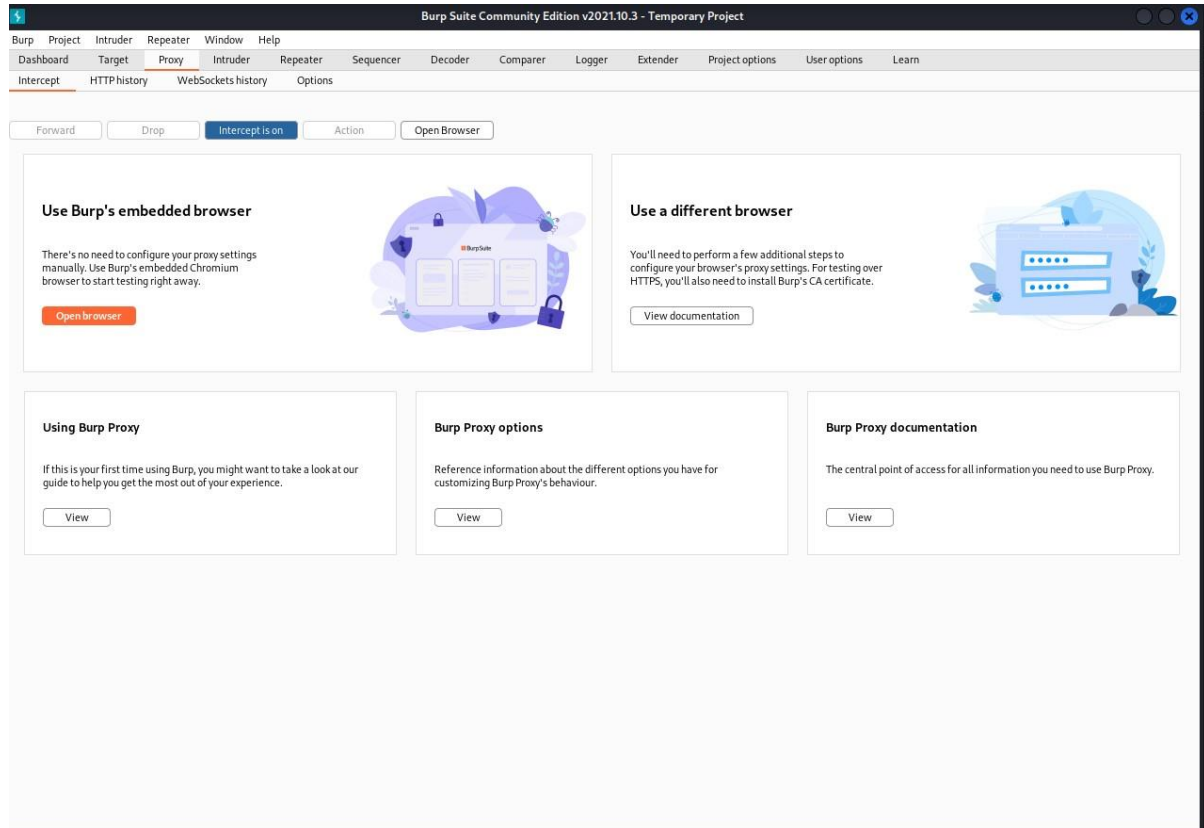 Burp Suite Community Edition v2021.10.3 - Temporary Project
Burp Project Intruder Repeater Window Help
Dashboard Target Proxy Intruder Repeater Sequencer Decoder Comparer Logger Extender Project options User options Learn
Intercept HTTP history WebSockets history Options
Forward Drop Intercept is on Action Open Browser
Use Burp's embedded browser
There's no need to configure your proxy settings
manually. Use Burp's embedded Chromium
browser to start testing right away.
Open browser
BurpSuite
Use a different browser
You'll need to perform a few additional steps to
configure your browser's proxy settings. For testing over
HTTPS, you'll also need to install Burp's CA certificate.
View documentation
Using Burp Proxy
If this is your first time using Burp, you might want to take a look at our
guide to help you get the most out of your experience.
View
Burp Proxy options
Reference information about the different options you have for
customizing Burp Proxy's behaviour.
View
Burp Proxy documentation
The central point of access for all information you need to use Burp Proxy.
View